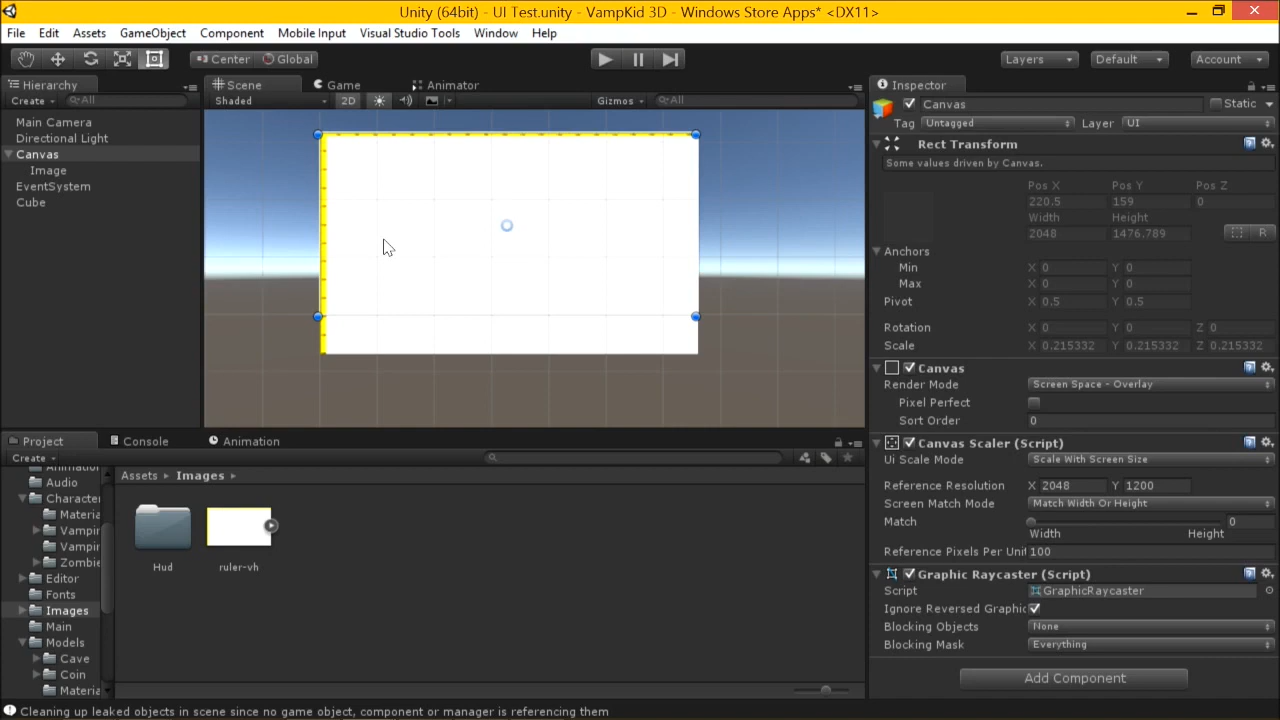 Unity (64bit) - UI Test.unity - VampKid 3D - Windows Store Apps* <DX11>
File Edit Assets GameObject Component Mobile Input Visual Studio Tools Window Help
Center Global Layers Default Account
Hierarchy
Create All
Main Camera
Directional Light
Canvas
Image
EventSystem
Cube
Scene Game Animator
Shaded 2D Gizmos All
Inspector
Canvas Static
Tag Untagged Layer UI
Rect Transform
Some values driven by Canvas.
Pos X Pos Y Pos Z
220.5 159 0
Width Height
2048 1476.789 R
Anchors
Min X 0 Y 0
Max X 0 Y 0
Pivot X 0.5 Y 0.5
Rotation X 0 Y 0 Z 0
Scale X 0.215332 Y 0.215332 Z 0.215332
Canvas
Render Mode Screen Space - Overlay
Pixel Perfect
Sort Order 0
Canvas Scaler (Script)
Ui Scale Mode Scale With Screen Size
Reference Resolution X 2048 Y 1200
Screen Match Mode Match Width Or Height
Match 0
Width Height
Reference Pixels Per Unit 100
Graphic Raycaster (Script)
Script GraphicRaycaster
Ignore Reversed Graphic
Blocking Objects None
Blocking Mask Everything
Add Component
Project Console Animation
Create
Animation
Audio
Character
Materia
Vampir
Vampir
Zombie
Editor
Fonts
Images
Main
Models
Cave
Coin
Materia
Assets Images
Hud ruler-vh
Cleaning up leaked objects in scene since no game object, component or manager is referencing them